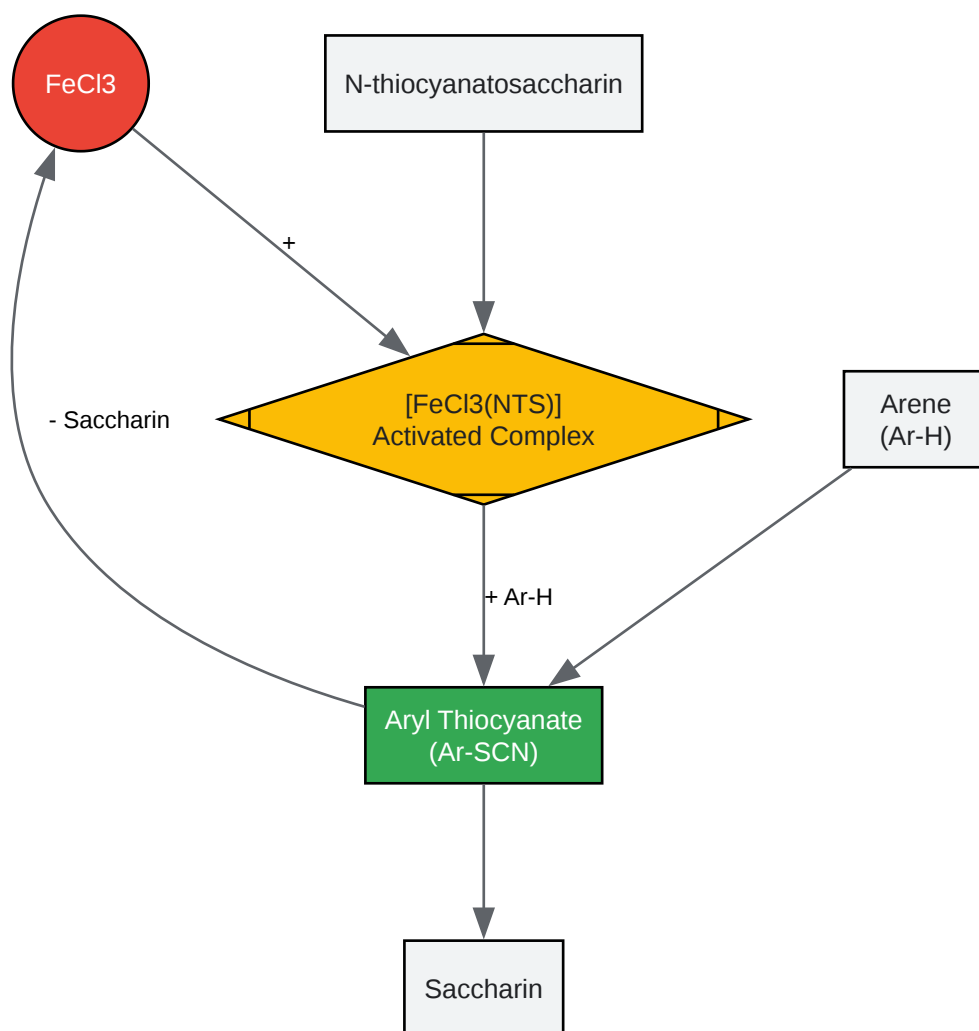 FeCl3
N-thiocyanatosaccharin
+
[FeCl3(NTS)]
Activated Complex
Arene
(Ar-H)
- Saccharin
+ Ar-H
Aryl Thiocyanate
(Ar-SCN)
Saccharin